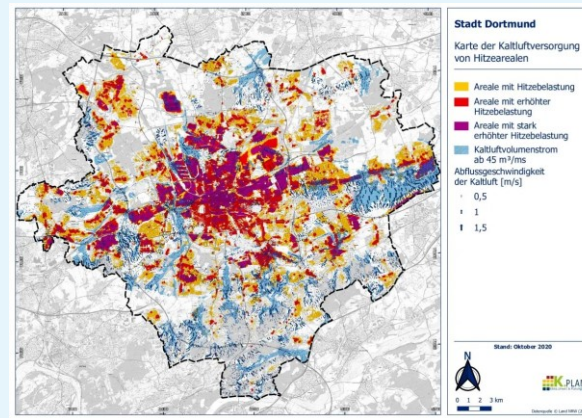 Stadt Dortmund
Karte der Kaltluftversorgung
von Hitzearealen
Areale mit Hitzebelastung
Areale mit erhöhter
Hitzebelastung
Areale mit stark
erhöhter Hitzebelastung
Kaltluftvolumenstrom
ab 45 m³/ms
Abflussgeschwindigkeit
der Kaltluft [m/s]
0,5
1
1,5
Stand: Oktober 2020
N
0 1 2 3 km
K.PLAN